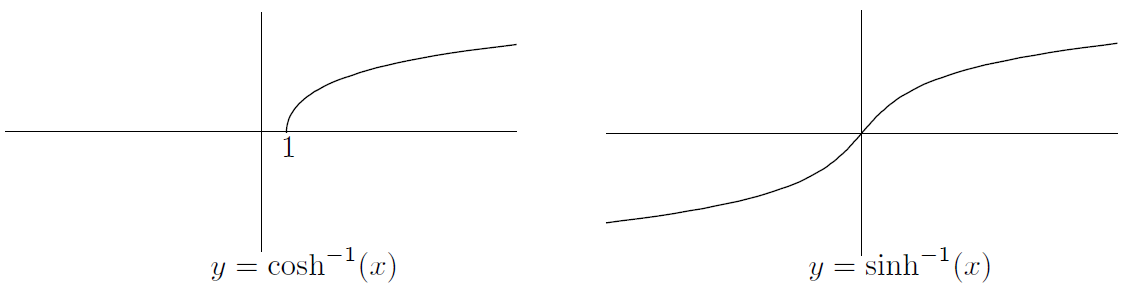 1
y = cosh⁻¹(x)
y = sinh⁻¹(x)